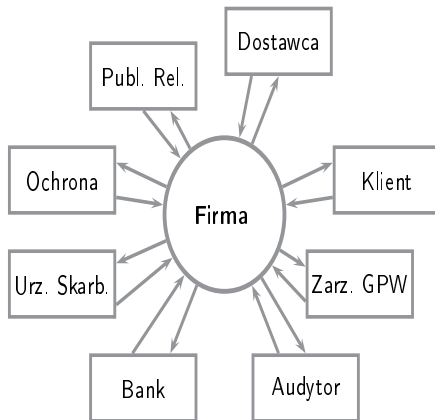 Dostawca
Publ. Rel.
Ochrona
Klient
Firma
Urz. Skarb.
Zarz. GPW
Bank
Audytor